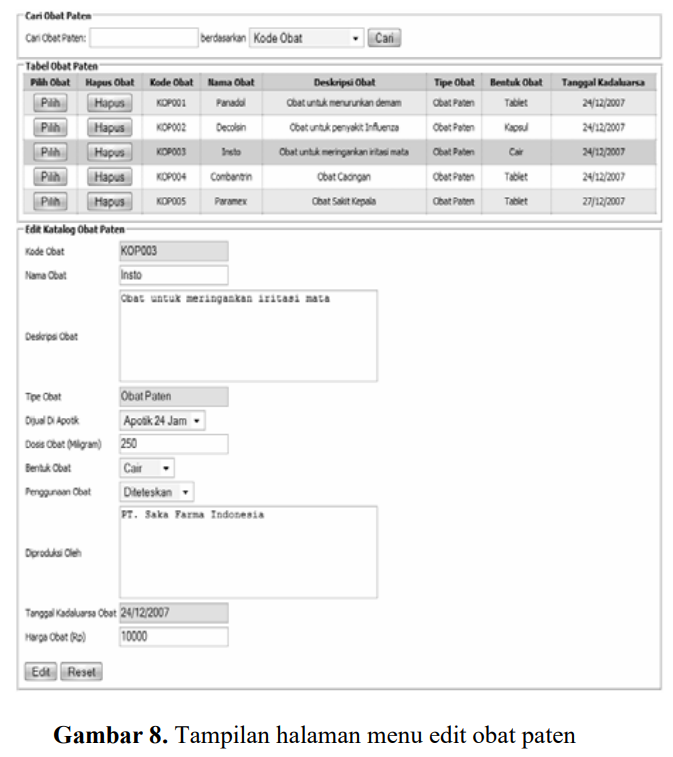 Cari Obat Paten
Cari Obat Paten: berdasarkan Kode Obat Cari
Tabel Obat Paten
Pilih Obat Hapus Obat Kode Obat Nama Obat Deskripsi Obat Tipe Obat Bentuk Obat Tanggal Kadaluarsa
Pilih Hapus KOP001 Panadol Obat untuk menurunkan demam Obat Paten Tablet 24/12/2007
Pilih Hapus KOP002 Decolsin Obat untuk penyakit Influenza Obat Paten Kapsul 24/12/2007
Pilih Hapus KOP003 Insto Obat untuk meringankan iritasi mata Obat Paten Cair 24/12/2007
Pilih Hapus KOP004 Combantrin Obat Cacingan Obat Paten Tablet 24/12/2007
Pilih Hapus KOP005 Paramex Obat Sakit Kepala Obat Paten Tablet 27/12/2007
Edit Katalog Obat Paten
Kode Obat KOP003
Nama Obat Insto
Deskripsi Obat Obat untuk meringankan iritasi mata
Tipe Obat Obat Paten
Dijual Di Apotik Apotik 24 Jam
Dosis Obat (Miligram) 250
Bentuk Obat Cair
Penggunaan Obat Diteteskan
Diproduksi Oleh PT. Saka Farma Indonesia
Tanggal Kadaluarsa Obat 24/12/2007
Harga Obat (Rp) 10000
Edit Reset
Gambar 8. Tampilan halaman menu edit obat paten